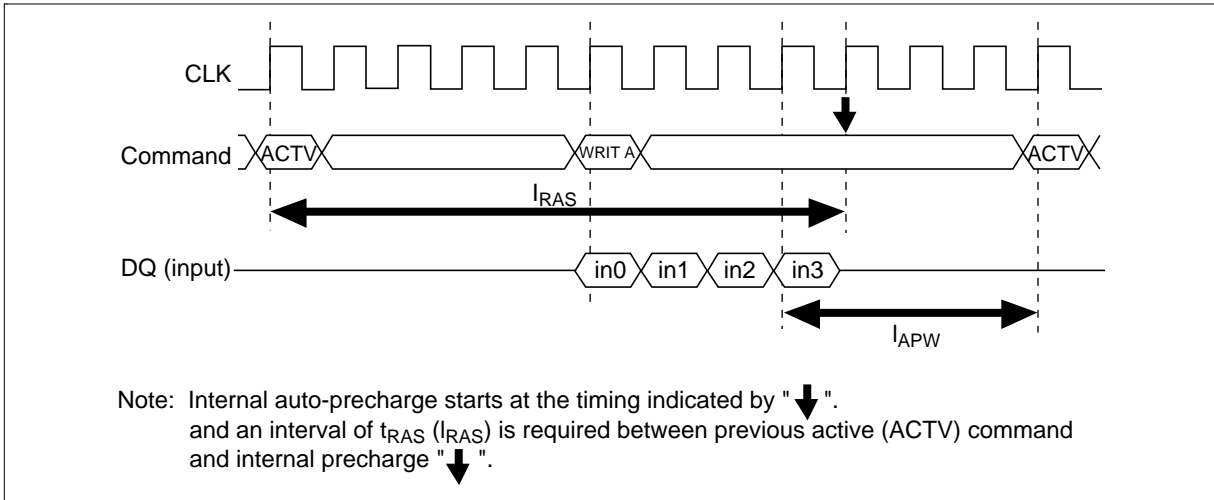 CLK
Command ACTV WRIT A ACTV
lRAS
DQ (input) in0 in1 in2 in3
lAPW
Note: Internal auto-precharge starts at the timing indicated by " ".
and an interval of tRAS (lRAS) is required between previous active (ACTV) command
and internal precharge " ".